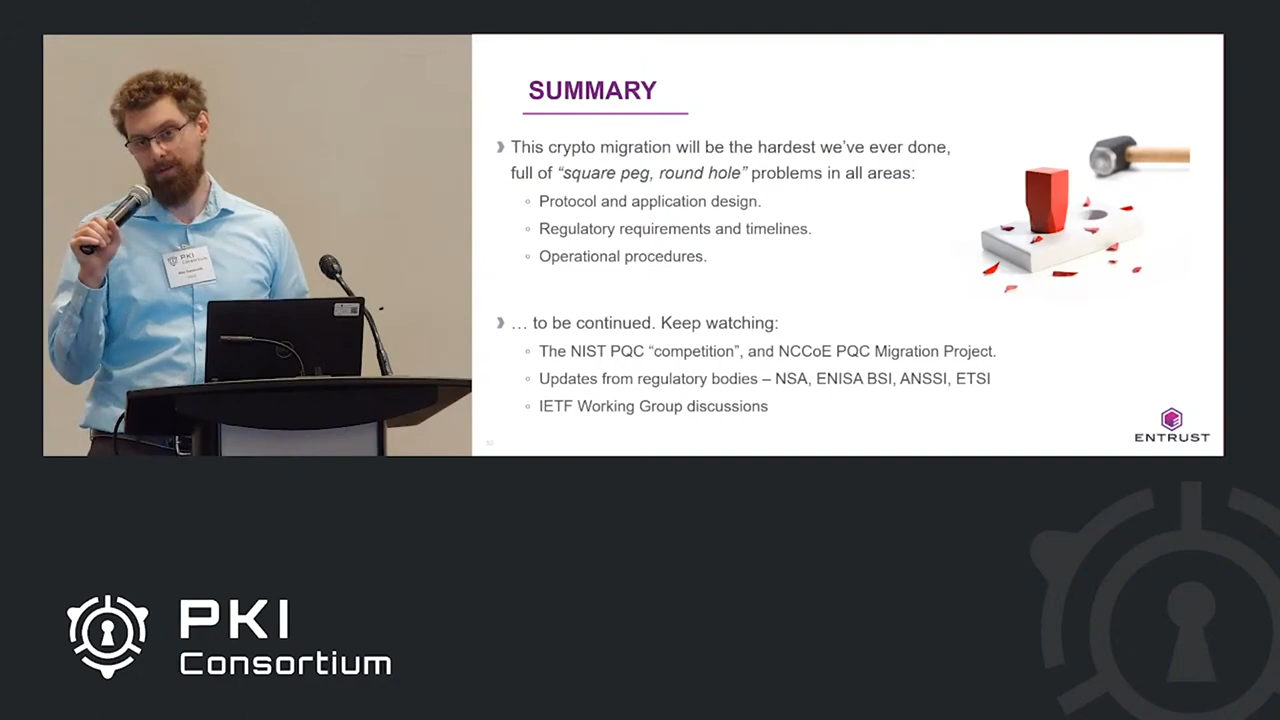 SUMMARY
This crypto migration will be the hardest we've ever done,
full of “square peg, round hole” problems in all areas:
Protocol and application design.
Regulatory requirements and timelines.
Operational procedures.
… to be continued. Keep watching:
The NIST PQC “competition”, and NCCoE PQC Migration Project.
Updates from regulatory bodies – NSA, ENISA BSI, ANSSI, ETSI
IETF Working Group discussions
ENTRUST
PKI
Consortium
PKI
Consortium